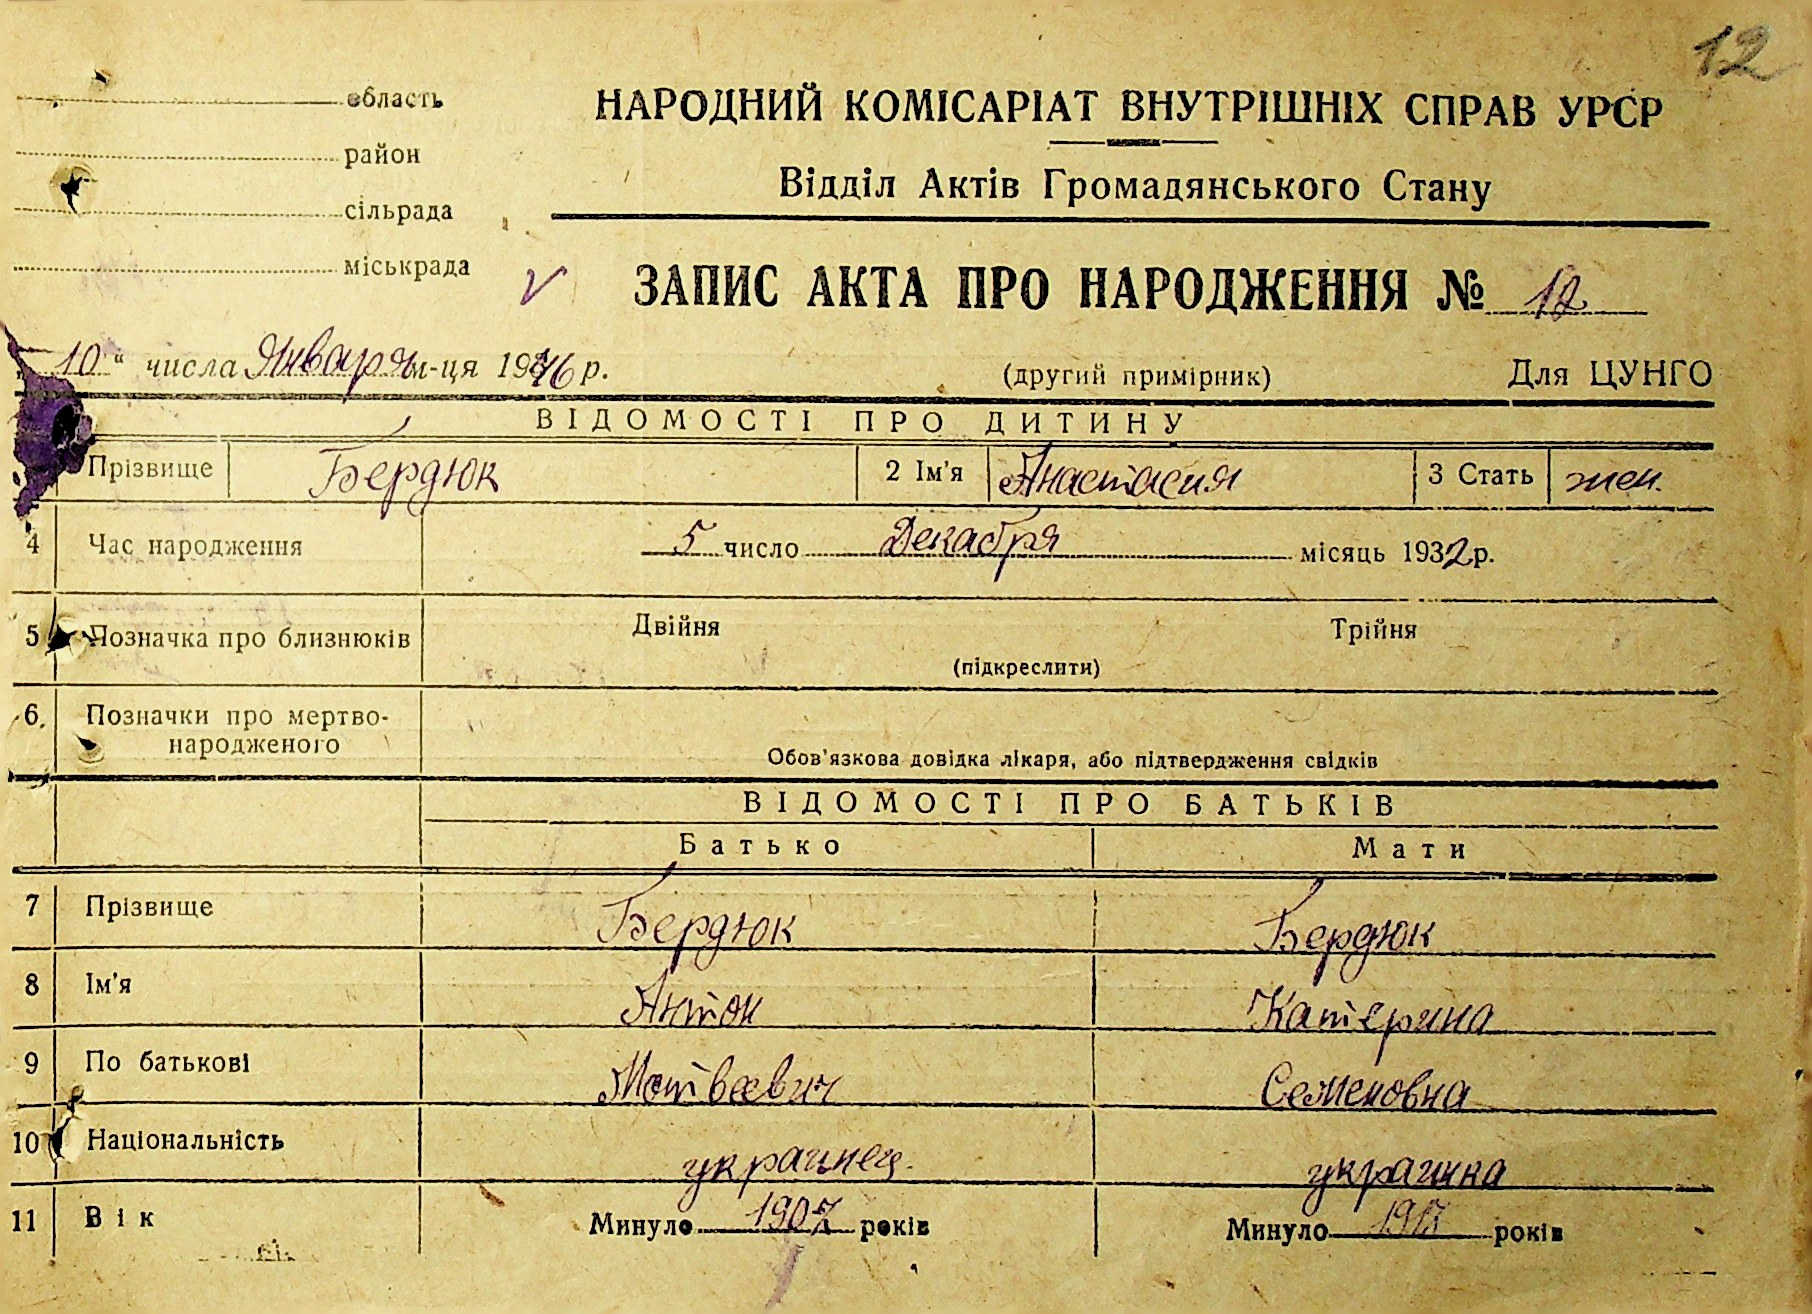 12
область
район
сільрада
міськрада
НАРОДНИЙ КОМІСАРІАТ ВНУТРІШНІХ СПРАВ УРСР
Відділ Актів Громадянського Стану
V ЗАПИС АКТА ПРО НАРОДЖЕННЯ № 12
„10“ числа Января м-ця 1946 р. (другий примірник) Для ЦУНГО
ВІДОМОСТІ ПРО ДИТИНУ
Прізвище Бердюк 2 Ім'я Анастасия 3 Стать жен.
4 Час народження 5 число Декабря місяць 1932 р.
5 Позначка про близнюків Двійня Трійня
(підкреслити)
6. Позначки про мертво-
народженого
Обов'язкова довідка лікаря, або підтвердження свідків
ВІДОМОСТІ ПРО БАТЬКІВ
Батько Мати
7 Прізвище Бердюк Бердюк
8 Ім'я Антон Катерина
9 По батькові Матвеевич Семеновна
10 Національність украинец. украина
11 Вік Минуло 1907 років Минуло років